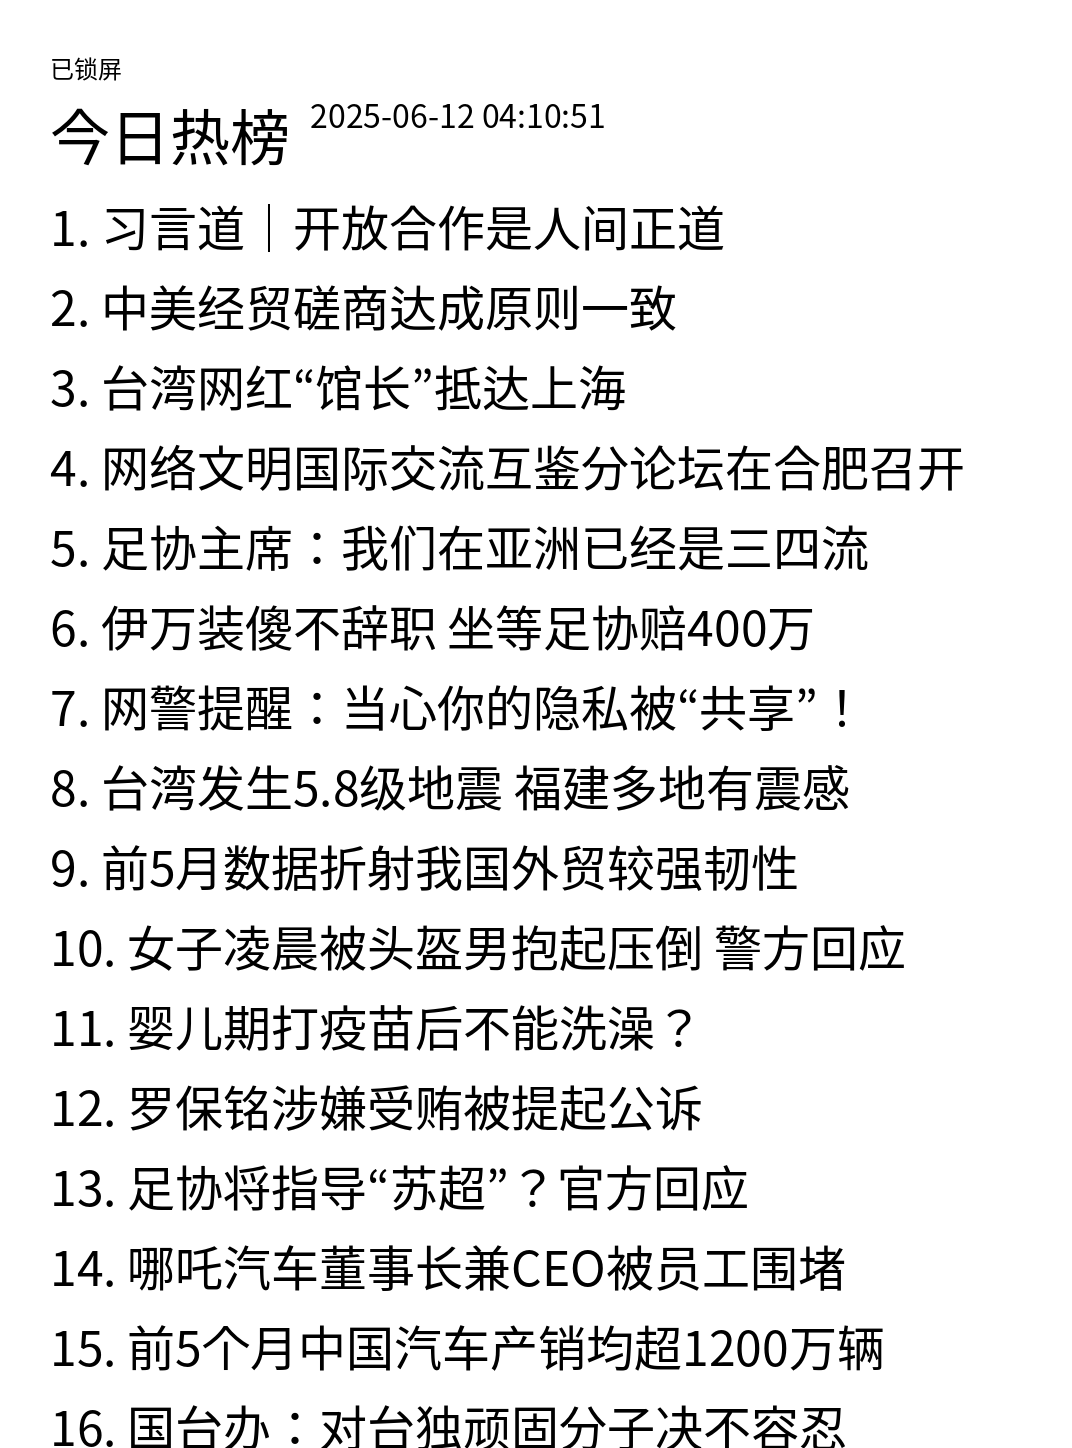 已锁屏
今日热榜 2025-06-12 04:10:51
1. 习言道｜开放合作是人间正道
2. 中美经贸磋商达成原则一致
3. 台湾网红“馆长”抵达上海
4. 网络文明国际交流互鉴分论坛在合肥召开
5. 足协主席：我们在亚洲已经是三四流
6. 伊万装傻不辞职 坐等足协赔400万
7. 网警提醒：当心你的隐私被“共享”！
8. 台湾发生5.8级地震 福建多地有震感
9. 前5月数据折射我国外贸较强韧性
10. 女子凌晨被头盔男抱起压倒 警方回应
11. 婴儿期打疫苗后不能洗澡？
12. 罗保铭涉嫌受贿被提起公诉
13. 足协将指导“苏超”？官方回应
14. 哪吒汽车董事长兼CEO被员工围堵
15. 前5个月中国汽车产销均超1200万辆
16. 国台办：对台独顽固分子决不容忍